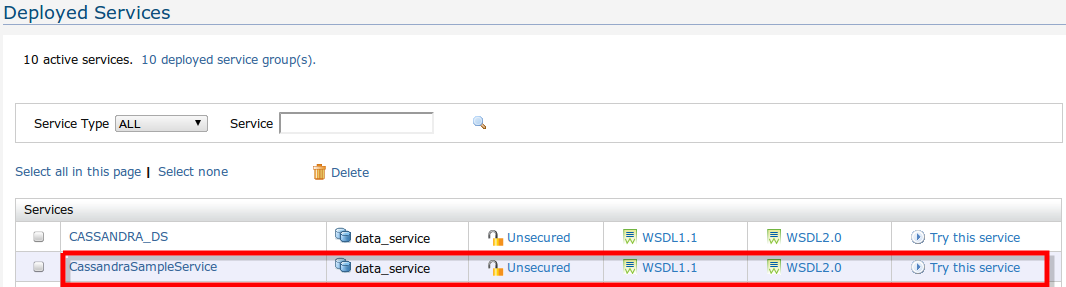 Deployed Services
10 active services. 10 deployed service group(s).
Service Type ALL Service
Select all in this page | Select none Delete
Services
CASSANDRA_DS data_service Unsecured WSDL1.1 WSDL2.0 Try this service
CassandraSampleService data_service Unsecured WSDL1.1 WSDL2.0 Try this service